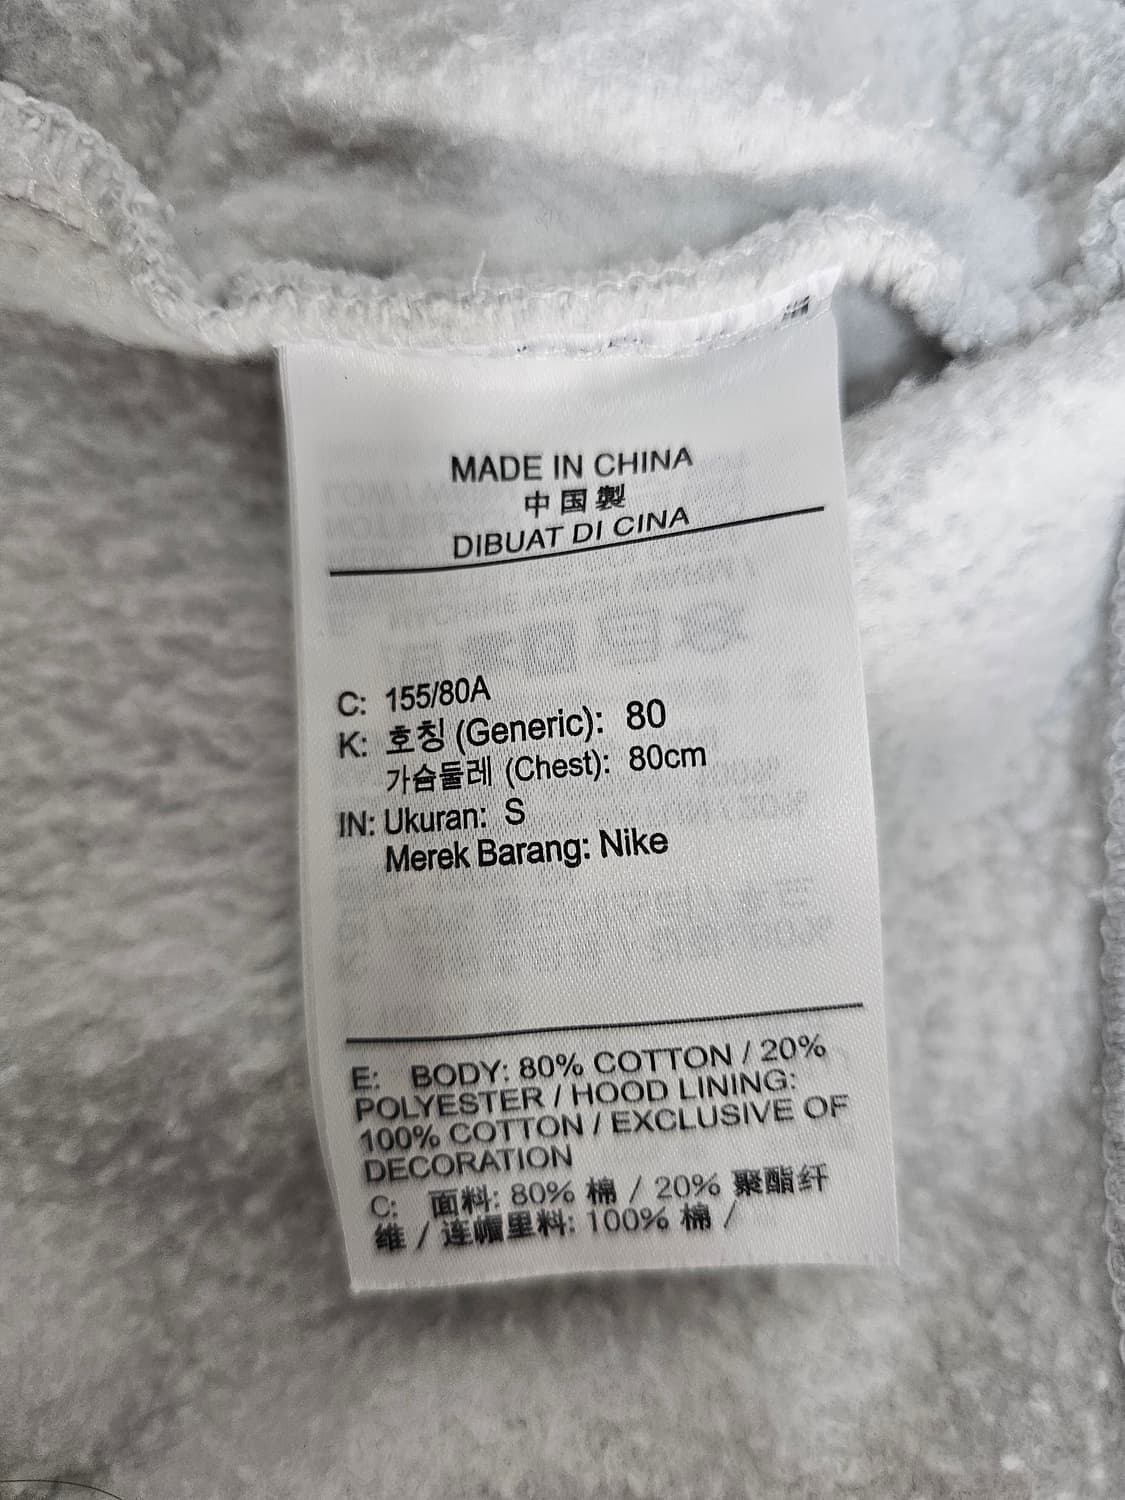 MADE IN CHINA
中国製
DIBUAT DI CINA
C: 155/80A
K: 호칭 (Generic): 80
가슴둘레 (Chest): 80cm
IN: Ukuran: S
Merek Barang: Nike
E: BODY: 80% COTTON / 20%
POLYESTER / HOOD LINING:
100% COTTON / EXCLUSIVE OF
DECORATION
C: 面料: 80% 棉 / 20% 聚酯纤
维 / 连帽里料: 100% 棉 /